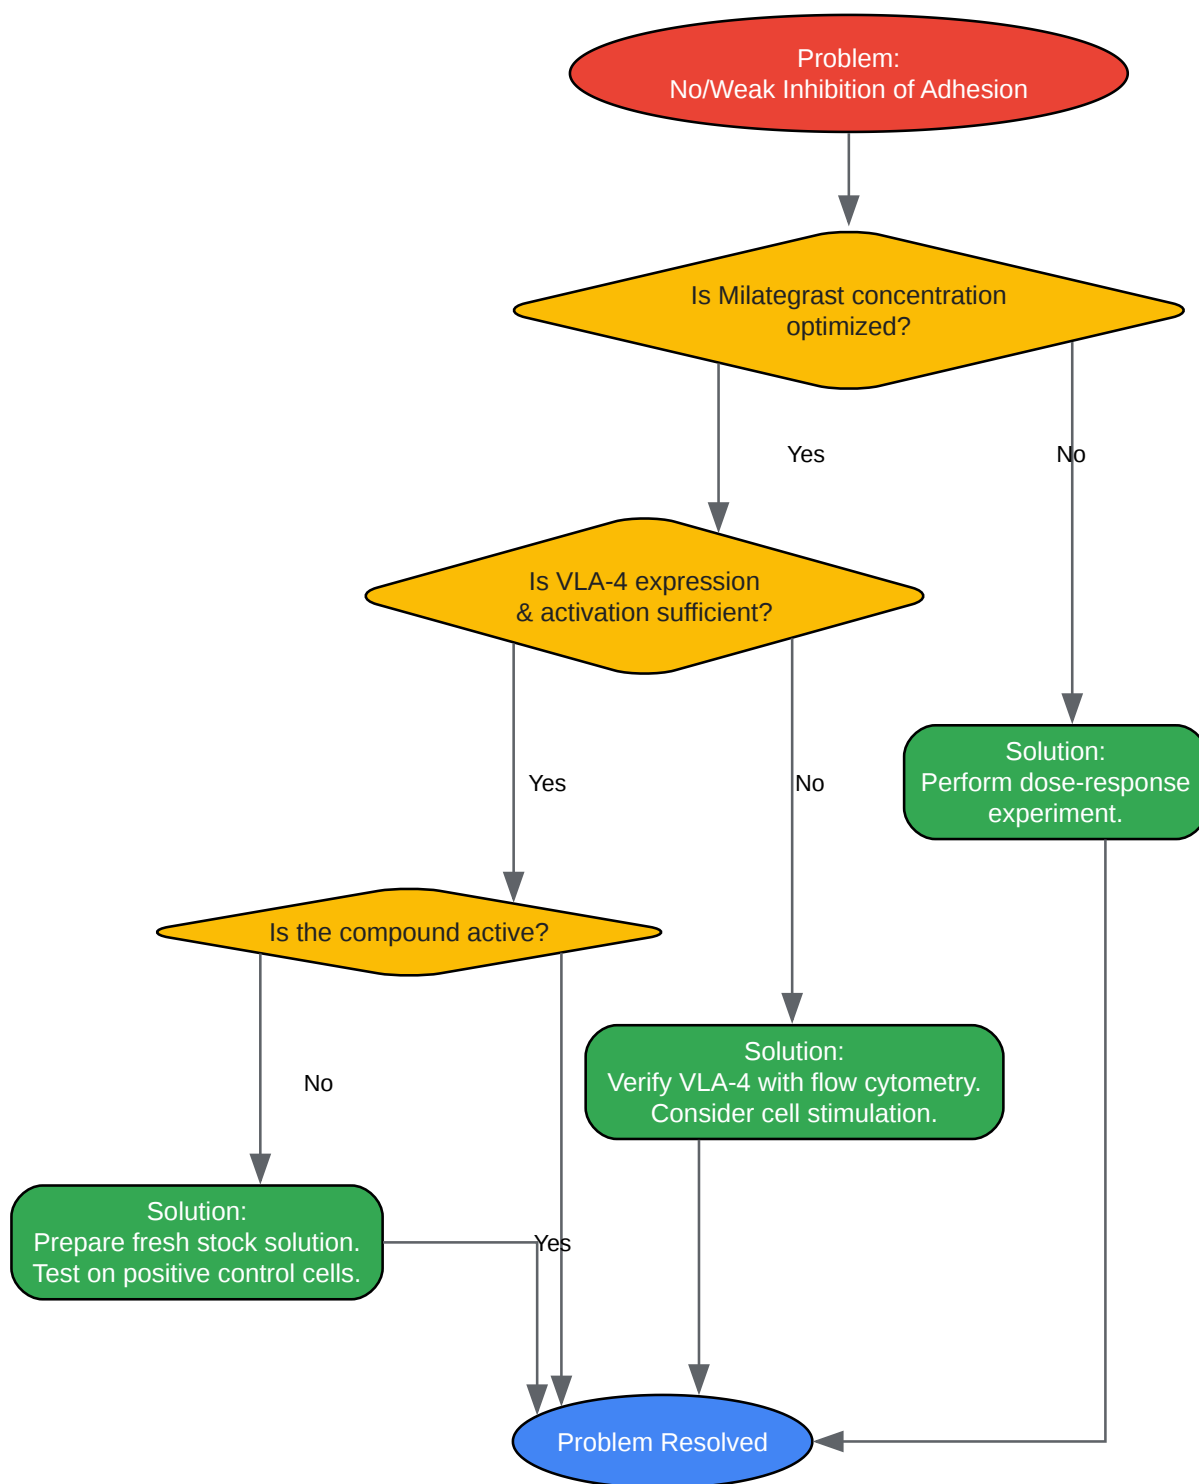 Problem:
No/Weak Inhibition of Adhesion
Is Milategrast concentration
optimized?
Yes
No
Is VLA-4 expression
& activation sufficient?
Solution:
Perform dose-response
experiment.
Yes
No
Is the compound active?
Solution:
Verify VLA-4 with flow cytometry.
Consider cell stimulation.
No
Solution:
Prepare fresh stock solution.
Test on positive control cells.
Yes
Problem Resolved